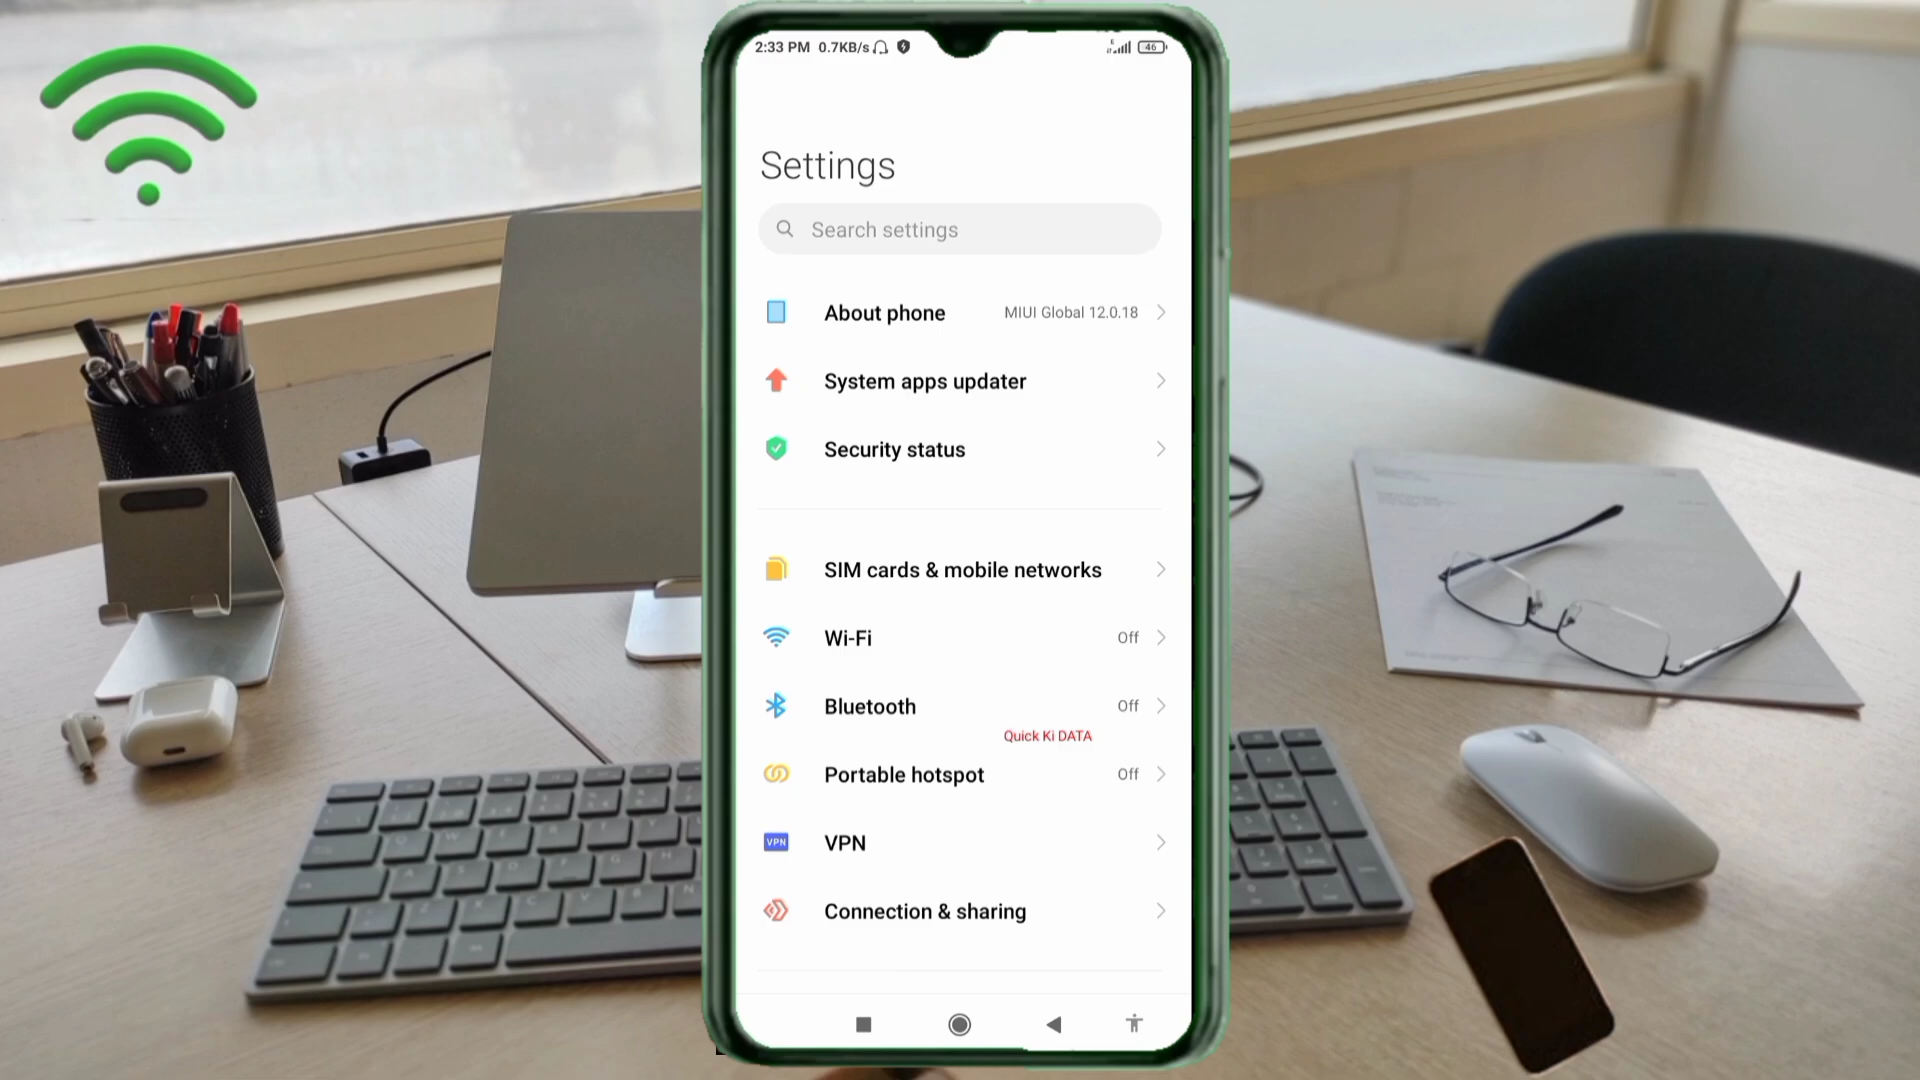 2:33 PM 0.7KB/s
46
Settings
Search settings
About phone MIUI Global 12.0.18
System apps updater
Security status
SIM cards & mobile networks
Wi-Fi Off
Bluetooth Off
Quick Ki DATA
Portable hotspot Off
VPN VPN
Connection & sharing